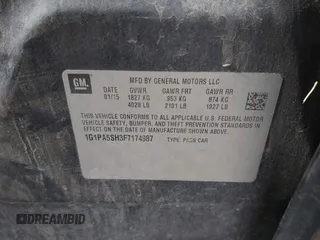 GM
MFD BY GENERAL MOTORS LLC
DATE GVWR GAWR FRT GAWR RR
01/15 1827 KG 953 KG 874 KG
4028 LB 2101 LB 1927 LB
THIS VEHICLE CONFORMS TO ALL APPLICABLE U.S. FEDERAL MOTOR
VEHICLE SAFETY, BUMPER, AND THEFT PREVENTION STANDARDS IN
EFFECT ON THE DATE OF MANUFACTURE SHOWN ABOVE.
1G1PA5SH3F7174987 TYPE: PASS CAR
DREAMBID